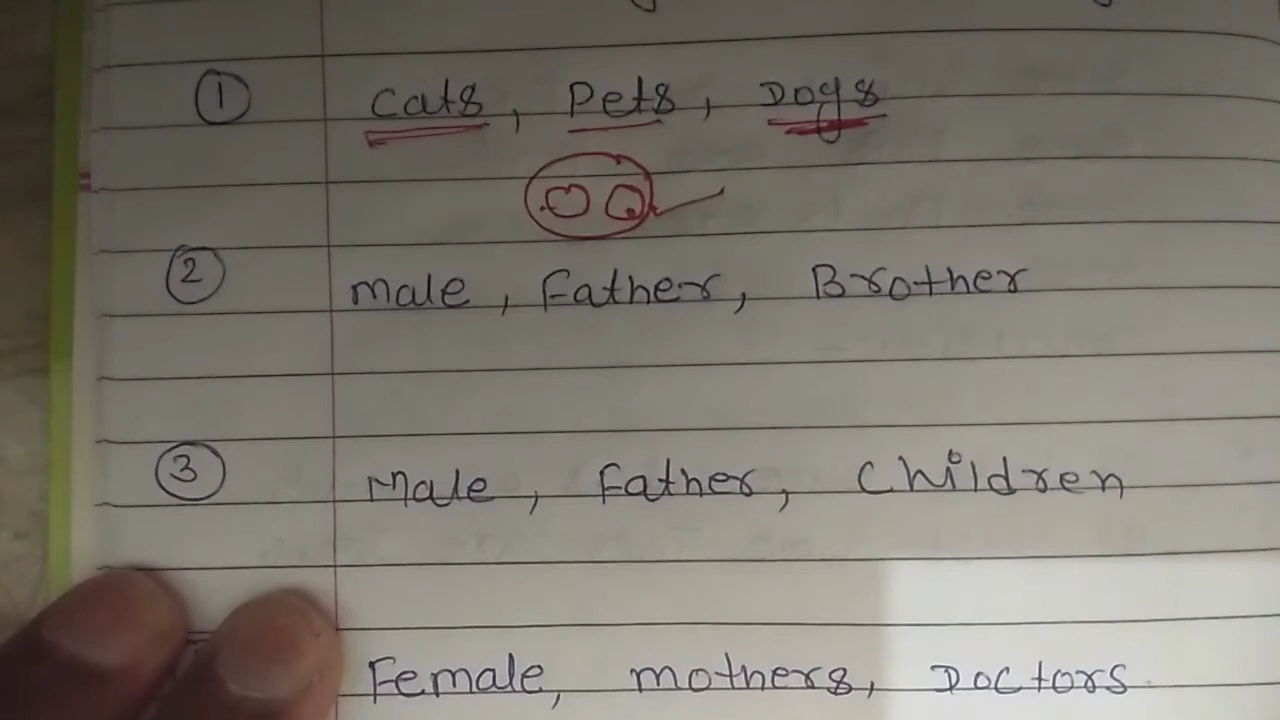 ① Cats, Pets, Dogs
② Male, Father, Brother
③ Male, Father, Children
Female, mothers, Doctors